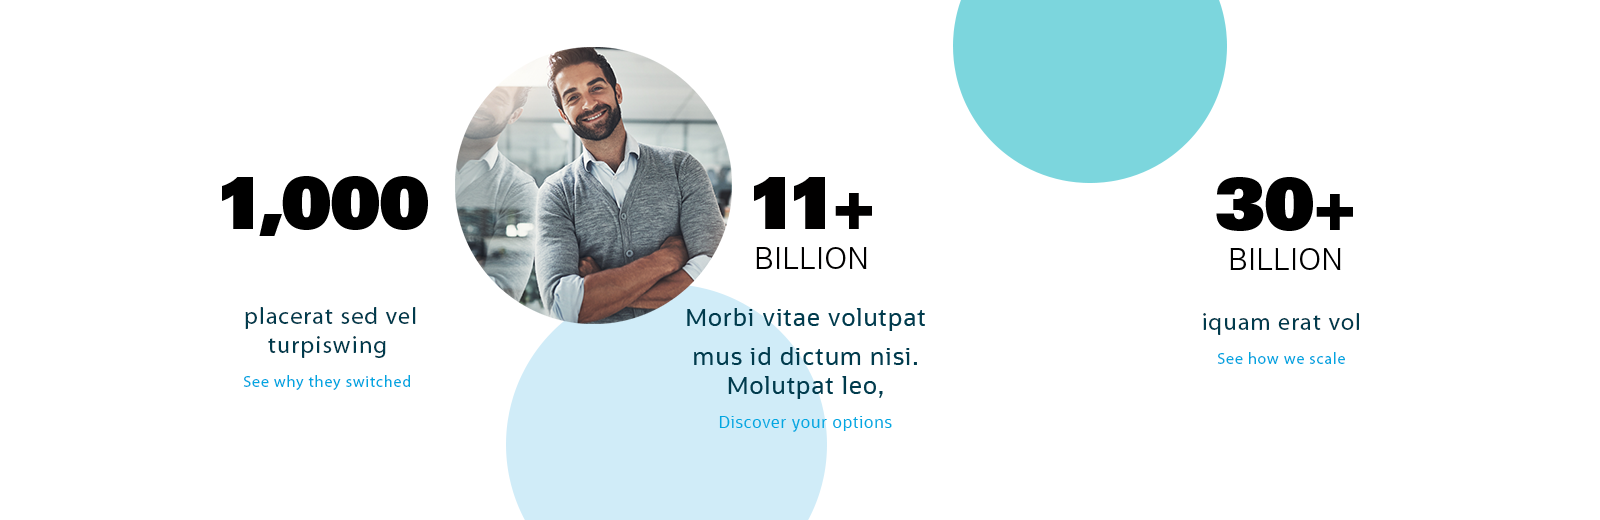 1,000
placerat sed vel
turpiswing
See why they switched
11+
BILLION
Morbi vitae volutpat
mus id dictum nisi.
Molutpat leo,
Discover your options
30+
BILLION
iquam erat vol
See how we scale